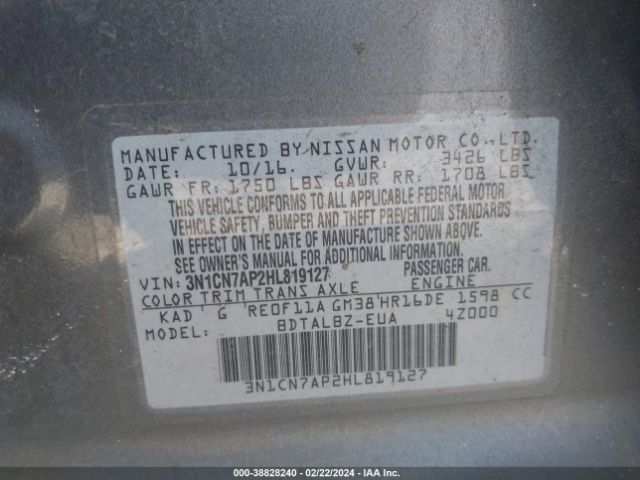 MANUFACTURED BY NISSAN MOTOR CO., LTD.
DATE: 10/16. GVWR: 3426 LBS
GAWR FR: 1750 LBS GAWR RR: 1708 LBS
THIS VEHICLE CONFORMS TO ALL APPLICABLE FEDERAL MOTOR
VEHICLE SAFETY, BUMPER AND THEFT PREVENTION STANDARDS
IN EFFECT ON THE DATE OF MANUFACTURE SHOWN ABOVE.
SEE OWNER'S MANUAL FOR ADDITIONAL INFORMATION.
VIN: 3N1CN7AP2HL819127 PASSENGER CAR.
COLOR TRIM TRANS AXLE ENGINE
KAD G RE0F11A GM38 HR16DE 1598 CC
MODEL: BDTALBZ-EUA 4Z000
3N1CN7AP2HL819127
000-38828240 - 02/22/2024 - IAA Inc.